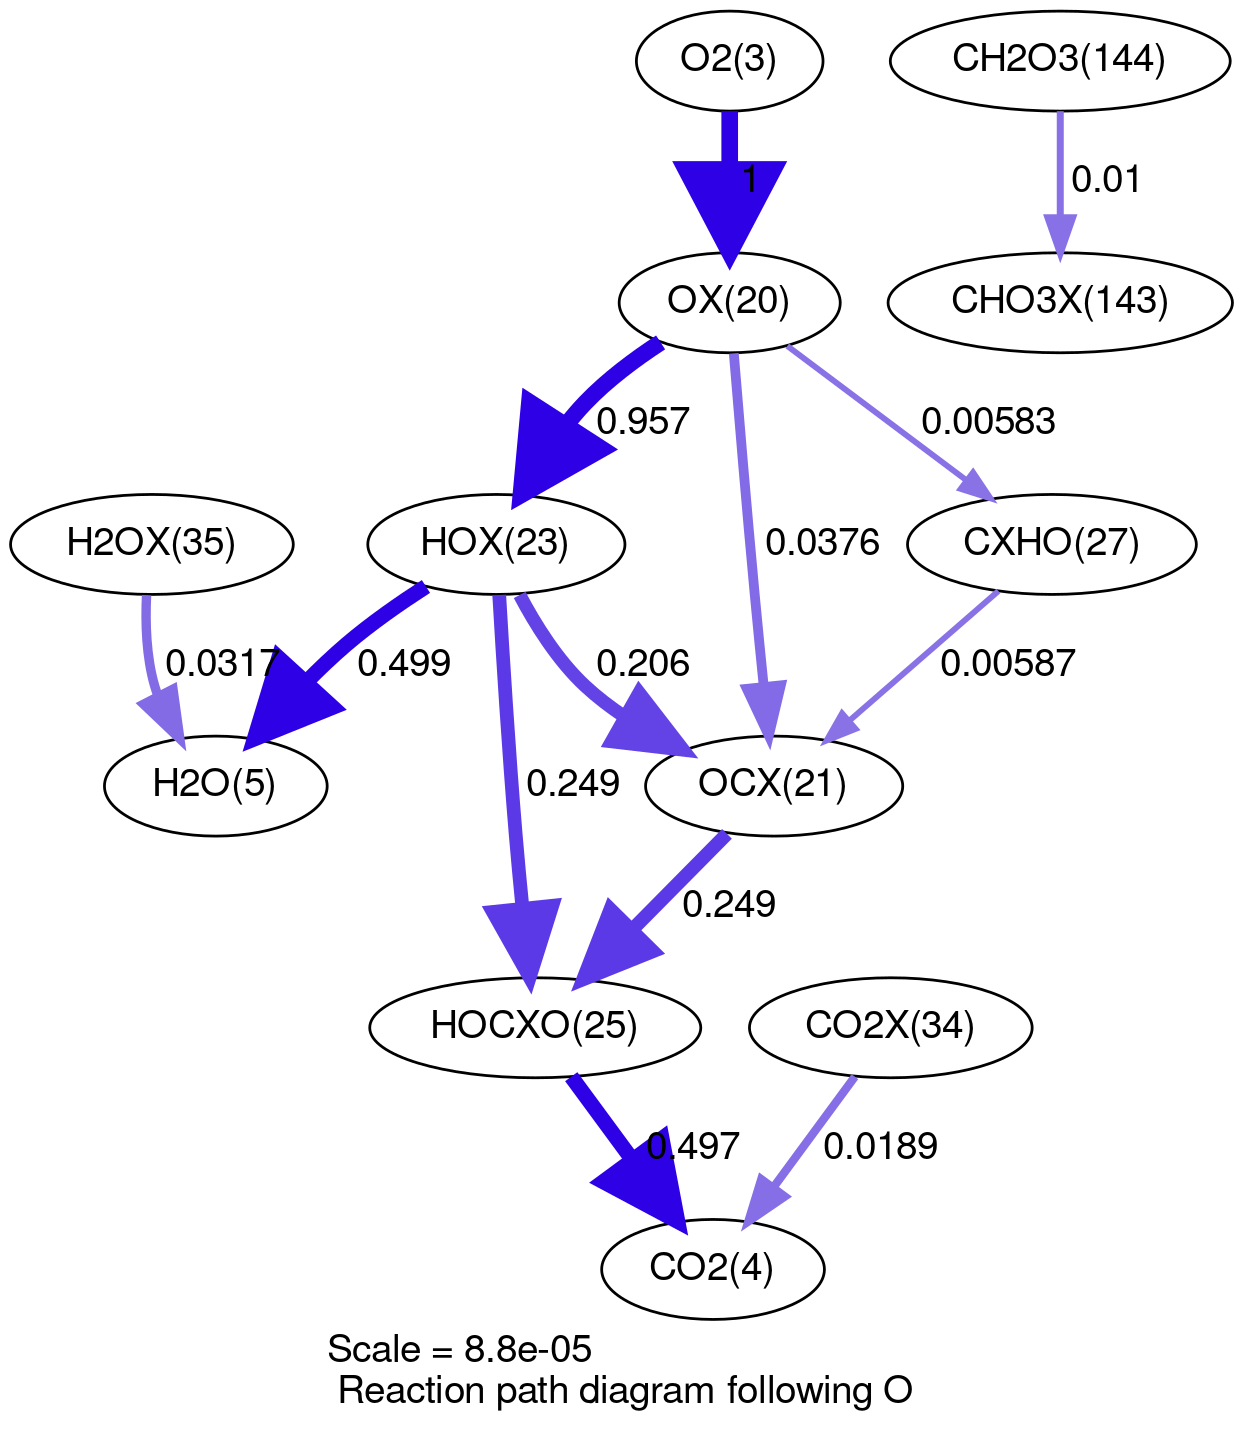 O2(3)
CH2O3(144)
1
0.01
OX(20)
CHO3X(143)
0.957
0.00583
H2OX(35)
HOX(23)
0.0376
CXHO(27)
0.0317
0.499
0.206
0.00587
H2O(5)
0.249
OCX(21)
0.249
HOCXO(25)
CO2X(34)
0.497
0.0189
CO2(4)
Scale = 8.8e-05
Reaction path diagram following O